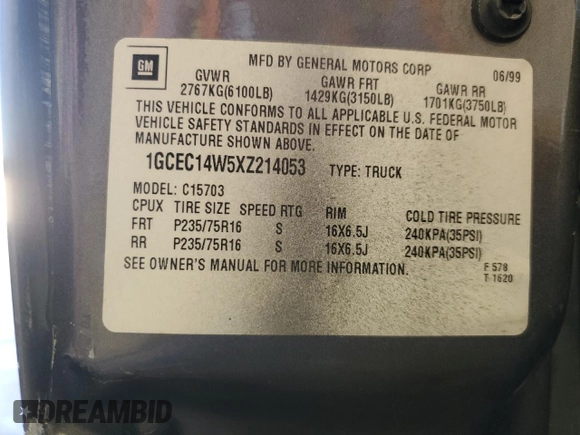 GM
MFD BY GENERAL MOTORS CORP 06/99
GVWR GAWR FRT GAWR RR
2767KG(6100LB) 1429KG(3150LB) 1701KG(3750LB)
THIS VEHICLE CONFORMS TO ALL APPLICABLE U.S. FEDERAL MOTOR
VEHICLE SAFETY STANDARDS IN EFFECT ON THE DATE OF
MANUFACTURE SHOWN ABOVE.
1GCEC14W5XZ214053 TYPE: TRUCK
MODEL: C15703
CPUX TIRE SIZE SPEED RTG RIM COLD TIRE PRESSURE
FRT P235/75R16 S 16X6.5J 240KPA(35PSI)
RR P235/75R16 S 16X6.5J 240KPA(35PSI)
SEE OWNER'S MANUAL FOR MORE INFORMATION. F 578
T 1620
DREAMBID